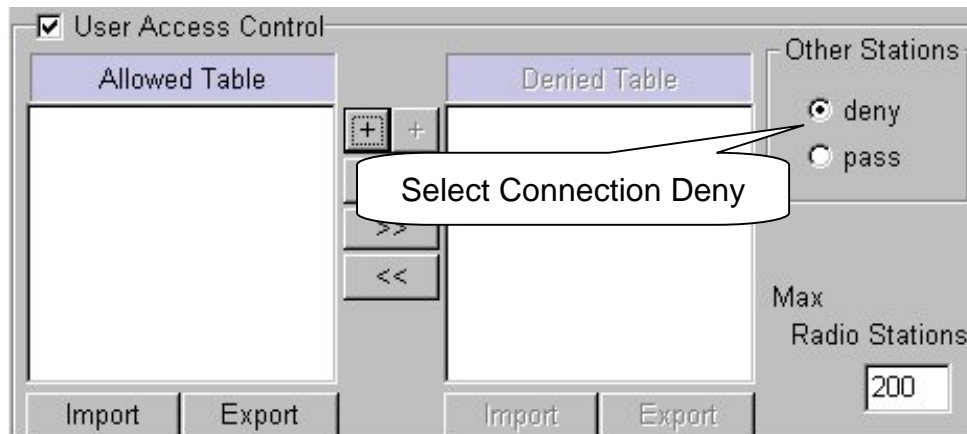 User Access Control
Allowed Table
Denied Table
Other Stations
deny
pass
+ +
Select Connection Deny
>>
<<
Max
Radio Stations
200
Import Export
Import Export